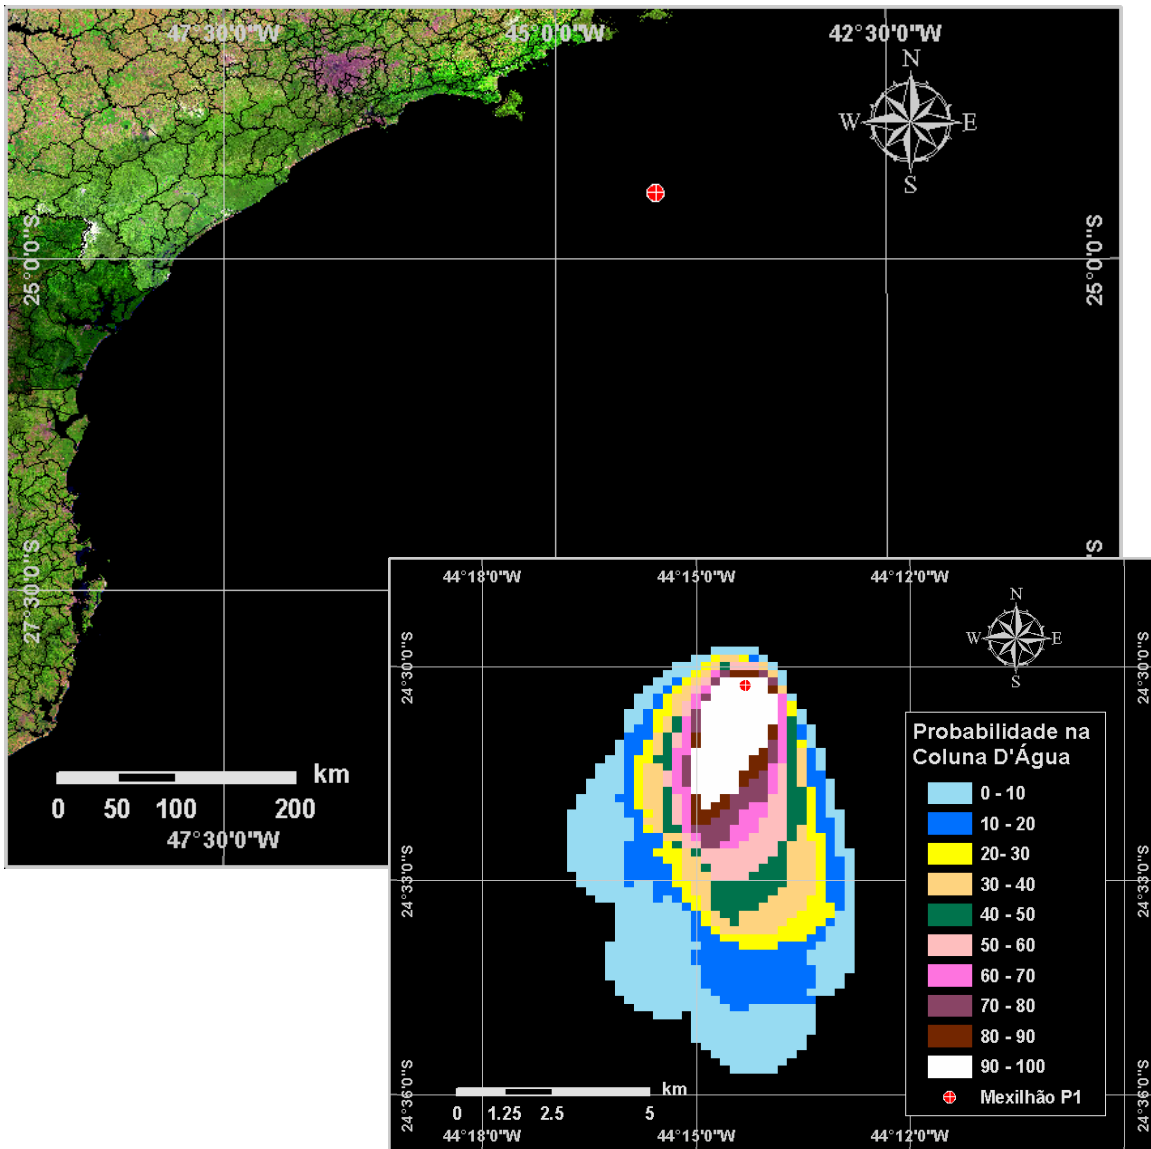 47°30'0"W
45°0'0"W
42°30'0"W
N
W
E
S
25°0'0"S
25°0'0"S
27°30'0"S
km
0
50
100
200
47°30'0"W
44°18'0"W
44°15'0"W
44°12'0"W
N
W
E
S
24°30'0"S
24°30'0"S
Probabilidade na
Coluna D'Água
0 - 10
10 - 20
20- 30
30 - 40
40 - 50
50 - 60
60 - 70
70 - 80
80 - 90
90 - 100
Mexilhão P1
24°33'0"S
24°33'0"S
24°36'0"S
24°36'0"S
km
0
1.25
2.5
5
44°18'0"W
44°15'0"W
44°12'0"W